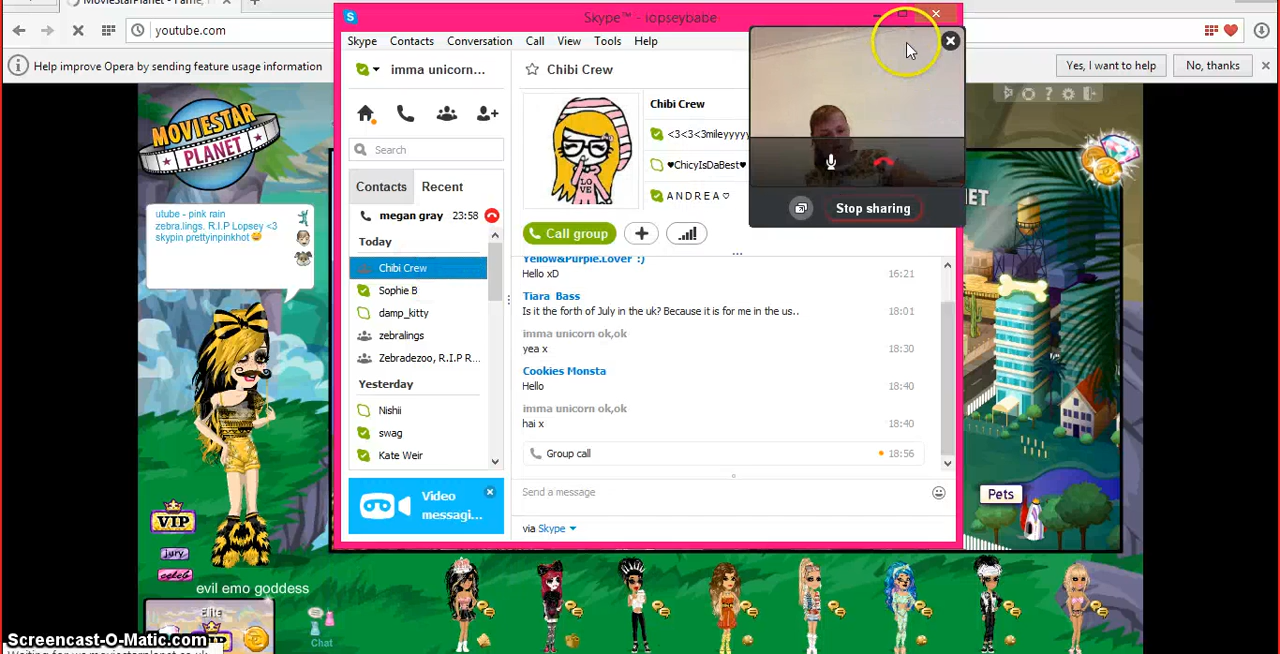 MovieStarPlanet - Fame,
Skype™ - iopseybabe
youtube.com
Help improve Opera by sending feature usage information
Yes, I want to help
No, thanks
Skype Contacts Conversation Call View Tools Help
imma unicorn...
Search
Contacts Recent
megan gray 23:58
Today
Chibi Crew
Sophie B
damp_kitty
zebralings
Zebradezoo, R.I.P R...
Yesterday
Nishii
swag
Kate Weir
Video
messagi...
Chibi Crew
Chibi Crew
<3<3<3mileyyyyy
♥ChicyIsDaBest♥
A N D R E A ♡
LOVE
Call group
Stop sharing
Yellow&Purple.Lover :)
Hello xD 16:21
Tiara Bass
Is it the forth of July in the uk? Because it is for me in the us.. 18:01
imma unicorn ok,ok
yea x 18:30
Cookies Monsta
Hello 18:40
imma unicorn ok,ok
hai x 18:40
Group call 18:56
Send a message
via Skype
MOVIESTAR
PLANET
utube - pink rain
zebra.lings. R.I.P Lopsey <3
skypin prettyinpinkhot
VIP
jury
celeb
evil emo goddess
Elite
VIP
Chat
Pets
Screencast-O-Matic.com